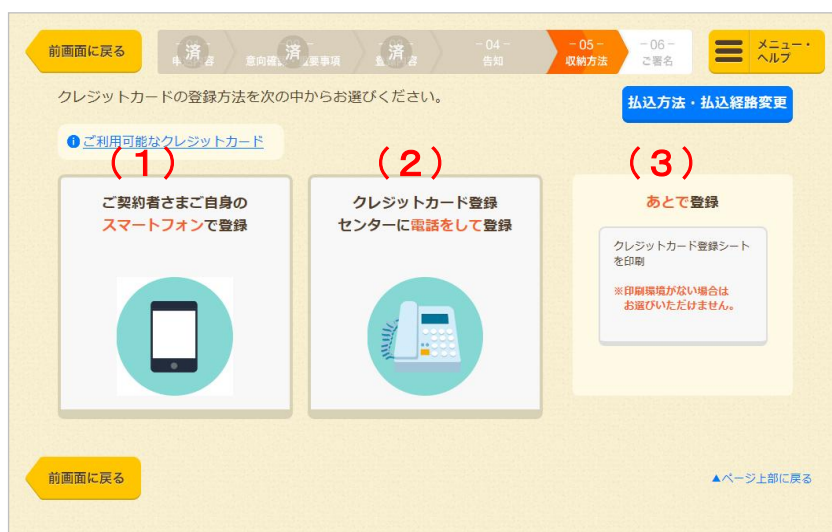 前画面に戻る
済
済
済
- 04 -
告知
- 05 -
収納方法
- 06 -
ご署名
メニュー・
ヘルプ
クレジットカードの登録方法を次の中からお選びください。
払込方法・払込経路変更
ご利用可能なクレジットカード
(1)
(2)
(3)
ご契約者さまご自身の
スマートフォンで登録
クレジットカード登録
センターに電話をして登録
あとで登録
クレジットカード登録シート
を印刷
※印刷環境がない場合は
お選びいただけません。
前画面に戻る
▲ページ上部に戻る